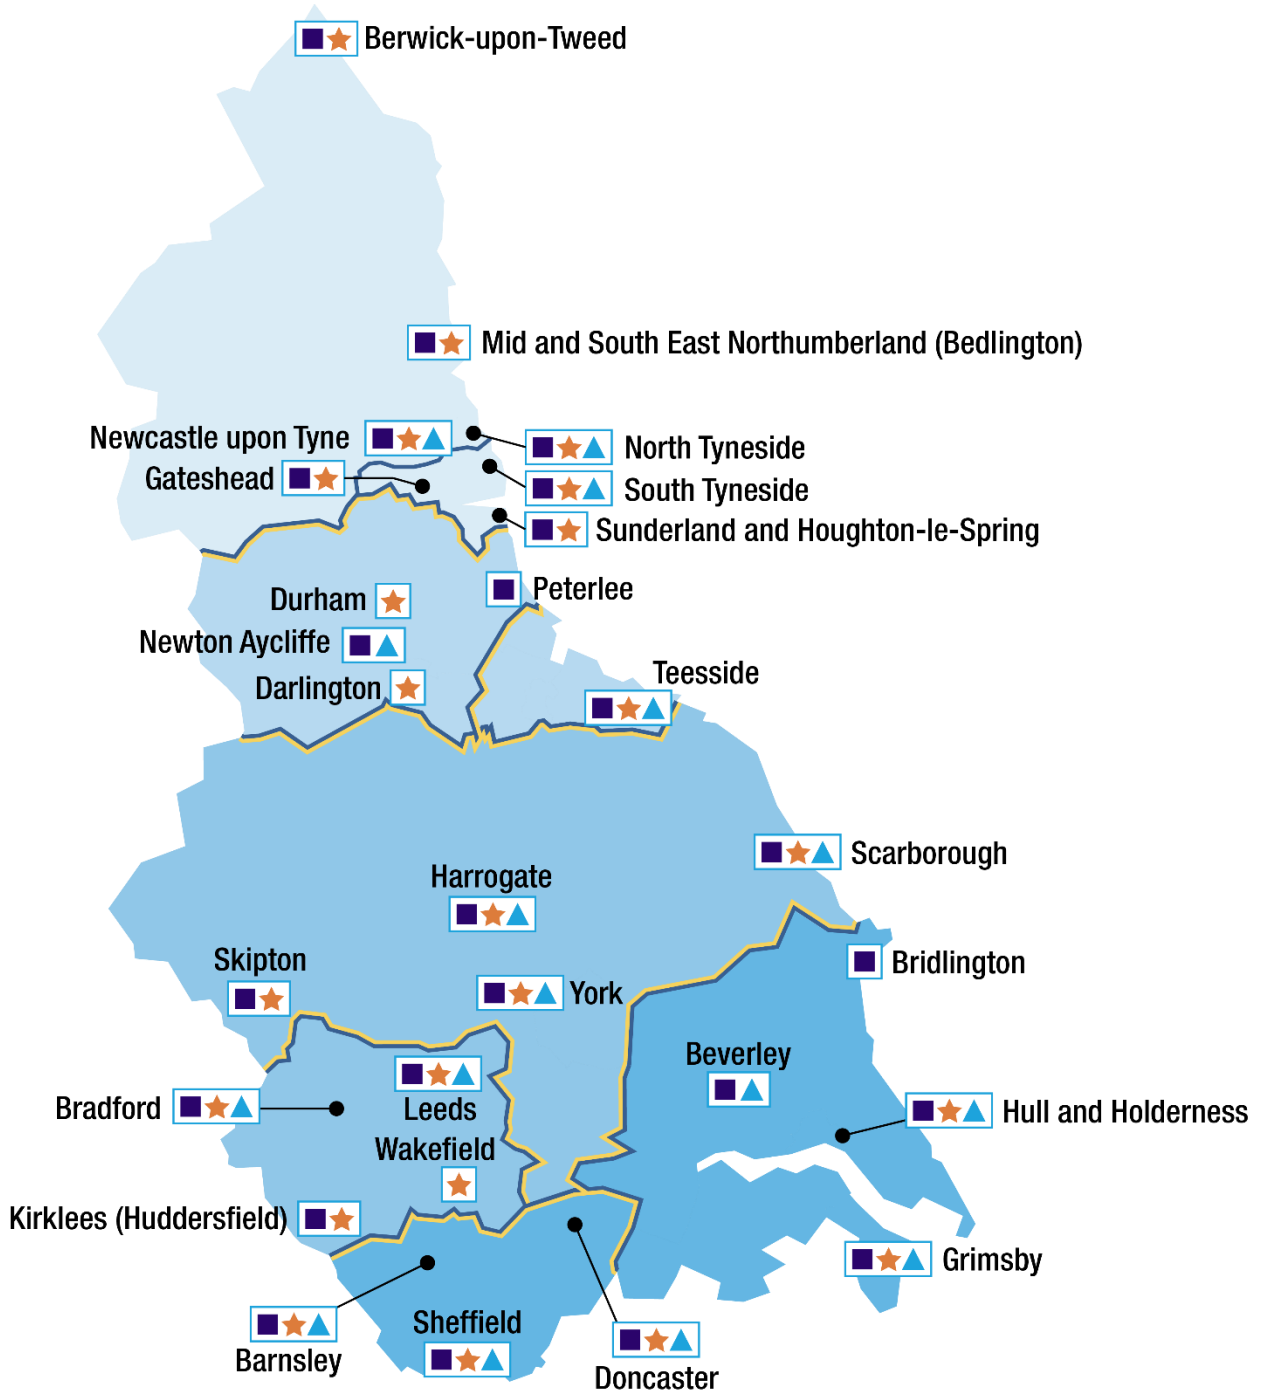 Berwick-upon-Tweed
Mid and South East Northumberland (Bedlington)
Newcastle upon Tyne
North Tyneside
Gateshead
South Tyneside
Sunderland and Houghton-le-Spring
Peterlee
Durham
Newton Aycliffe
Darlington
Teesside
Scarborough
Harrogate
Skipton
Bridlington
York
Beverley
Bradford
Leeds
Hull and Holderness
Wakefield
Kirklees (Huddersfield)
Grimsby
Sheffield
Barnsley
Doncaster